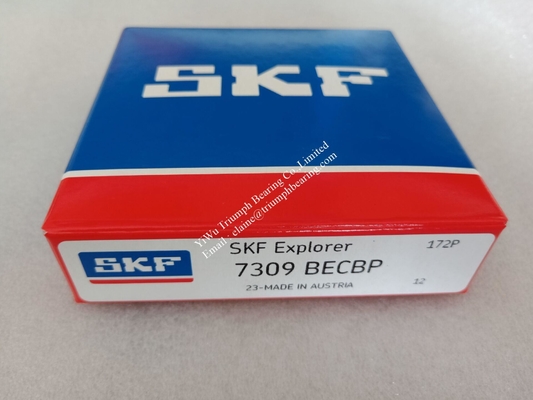 SKF
YiWu Triumph Bearing Co.,Limited
Email : elaine@triumphbearing.com
SKF Explorer
172P
SKF
7309 BECBP
23-MADE IN AUSTRIA
12